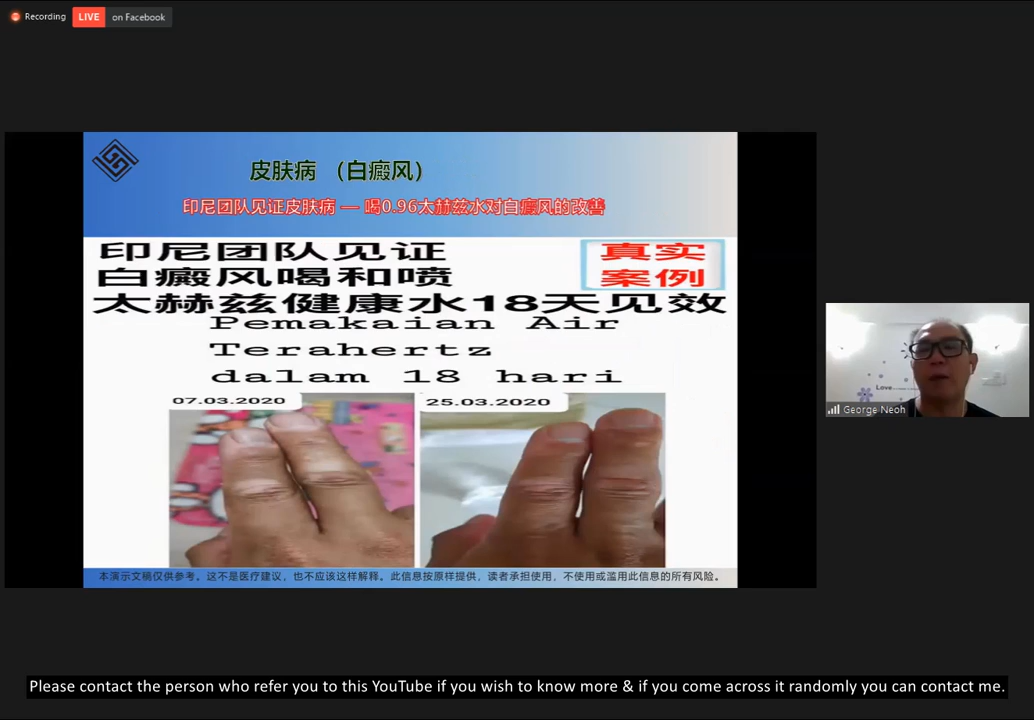 Recording
LIVE on Facebook
皮肤病 （白癜风）
印尼团队见证皮肤病 — 喝0.96太赫兹水对白癜风的改善
印尼团队见证
白癜风喝和喷
太赫兹健康水18天见效
真实
案例
Pemakaian Air
Terahertz
dalam 18 hari
07.03.2020
25.03.2020
Love
George Neoh
本演示文稿仅供参考。这不是医疗建议，也不应该这样解释。此信息按原样提供，读者承担使用，不使用或滥用此信息的所有风险。
Please contact the person who refer you to this YouTube if you wish to know more & if you come across it randomly you can contact me.